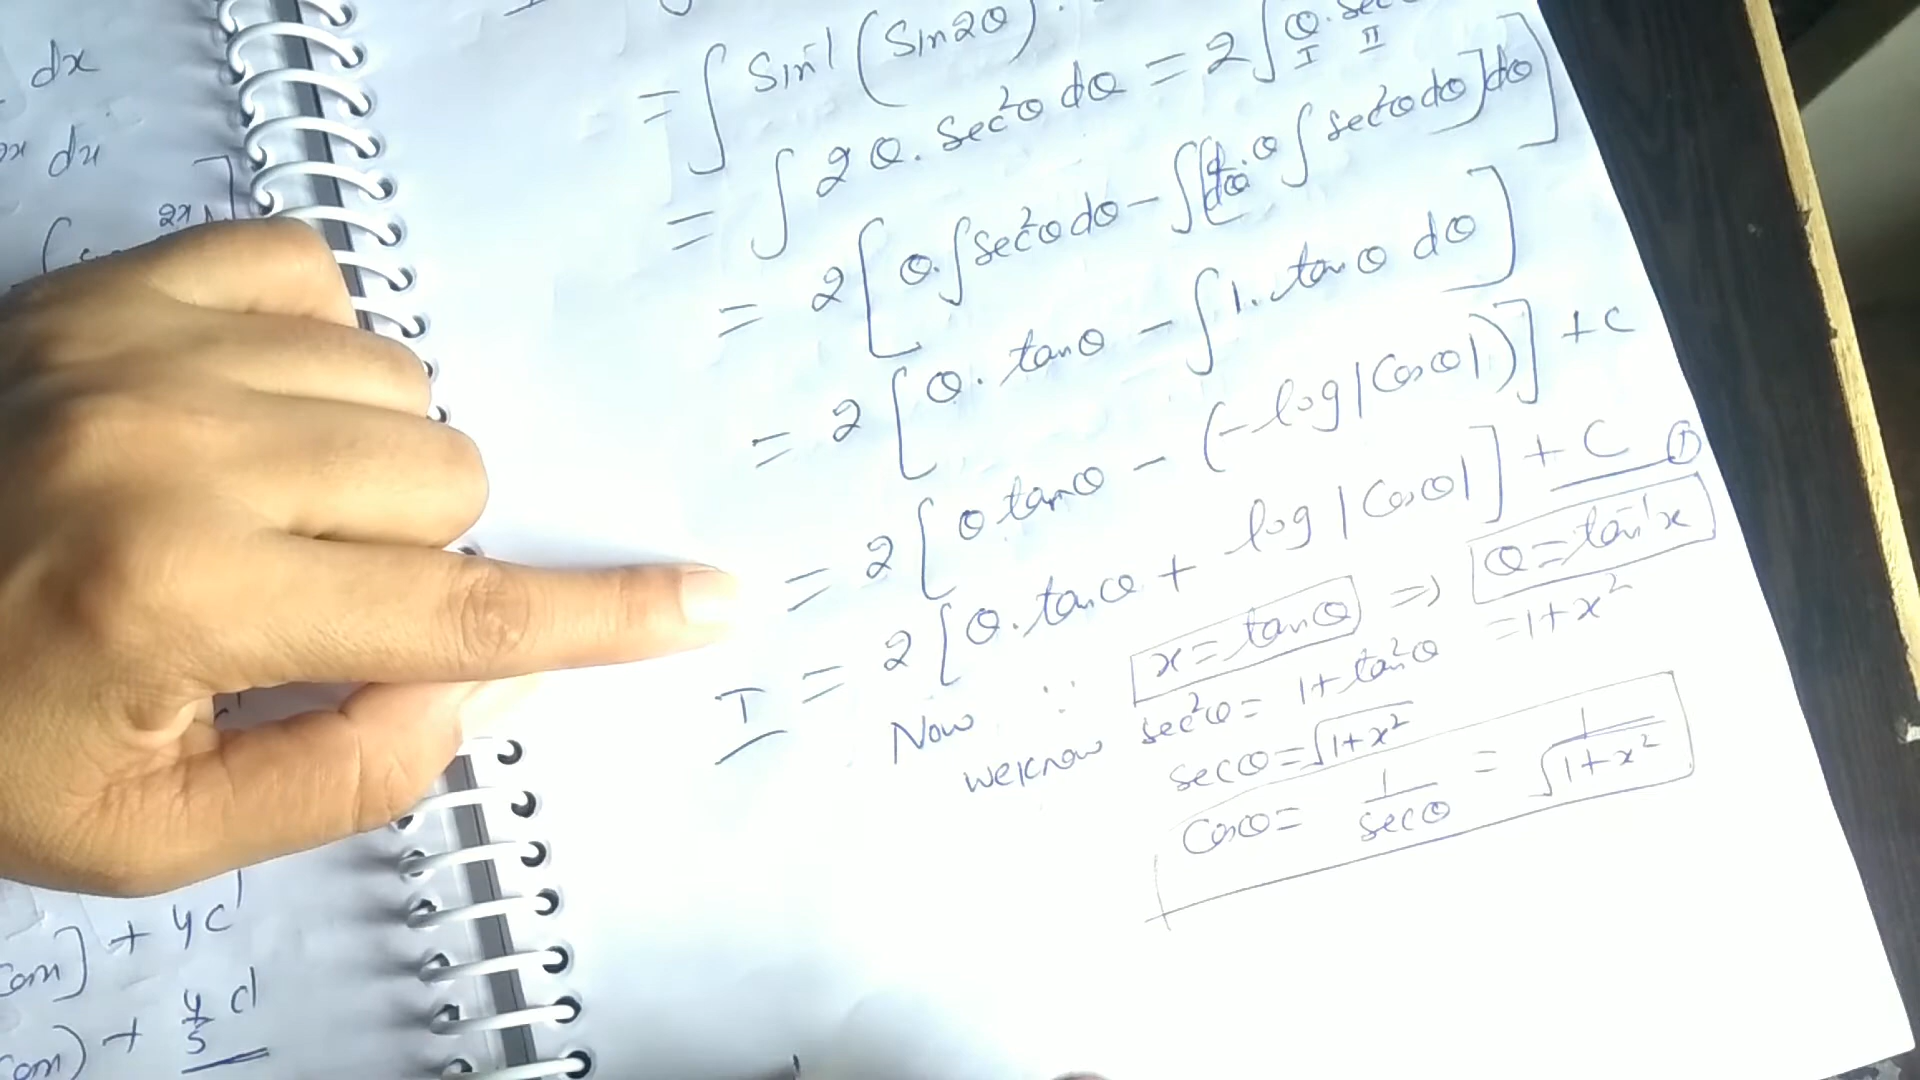 dx
dx
2x
= ∫ Sin⁻¹ (Sin2θ) .
= ∫ 2θ. sec²θ dθ = 2∫ θ. sec
I II
= 2[ θ.∫sec²θ dθ - ∫[d/dθ.θ ∫ sec²θ dθ]dθ]
= 2[ θ. tanθ - ∫1. tanθ dθ ]
= 2[ θ tanθ - (-log|Cosθ|)] + c
I = 2[ θ. tanθ + log |Cosθ| ] + C ①
Now ∵ x = tanθ ⇒ θ = tan⁻¹x
we know sec²θ = 1 + tan²θ = 1+x²
secθ = √1+x²
Cosθ = 1/secθ = 1/√1+x²
] + 4c'
) + 4/5 c'